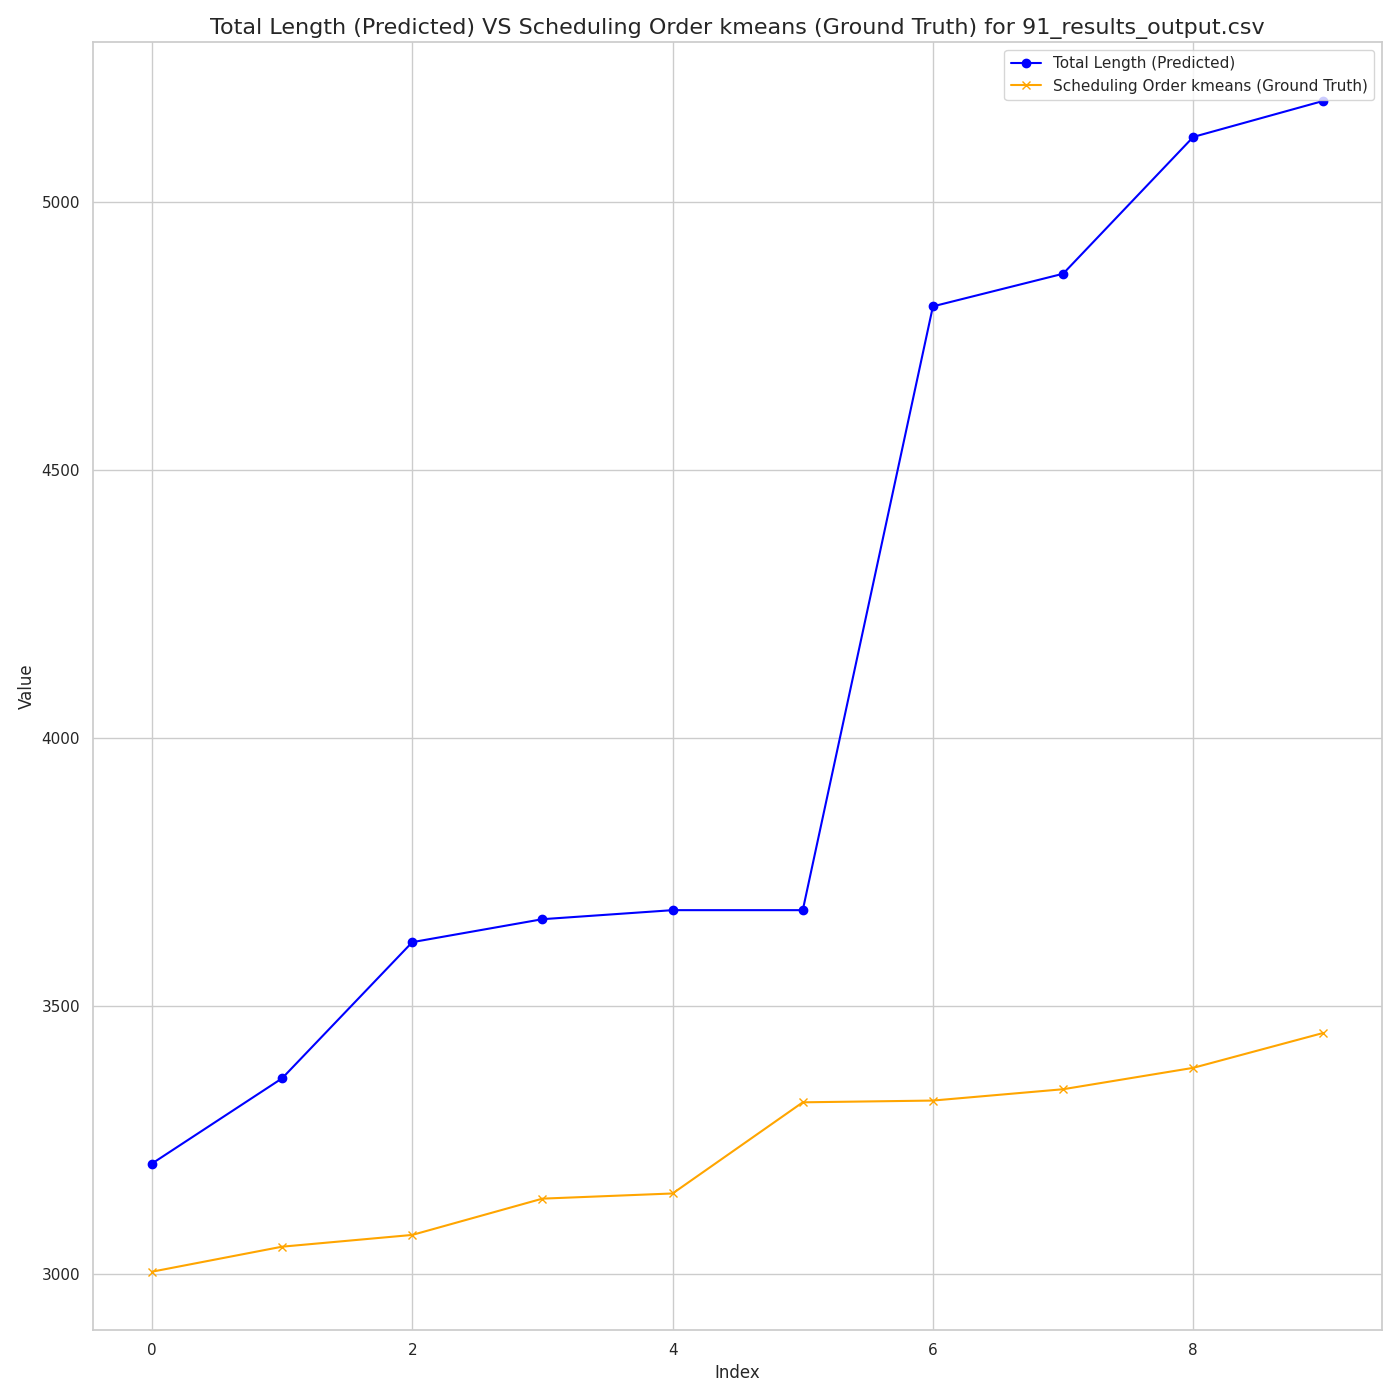 Total Length (Predicted) VS Scheduling Order kmeans (Ground Truth) for 91_results_output.csv
Total Length (Predicted)
Scheduling Order kmeans (Ground Truth)
5000
4500
4000
3500
3000
Value
0 2 4 6 8
Index